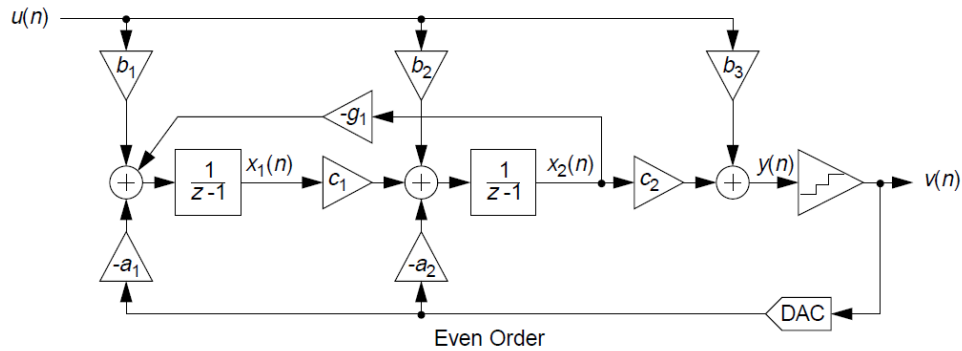 u(n)
b1 b2 b3
-g1
1/(z-1) x1(n) c1 1/(z-1) x2(n) c2 y(n) v(n)
-a1 -a2
DAC
Even Order